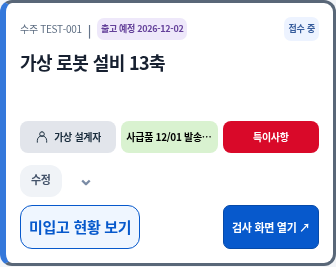 수주 TEST-001 | 출고 예정 2026-12-02 접수 중
가상 로봇 설비 13축
가상 설계자 사급품 12/01 발송… 특이사항
수정
미입고 현황 보기 검사 화면 열기 ↗